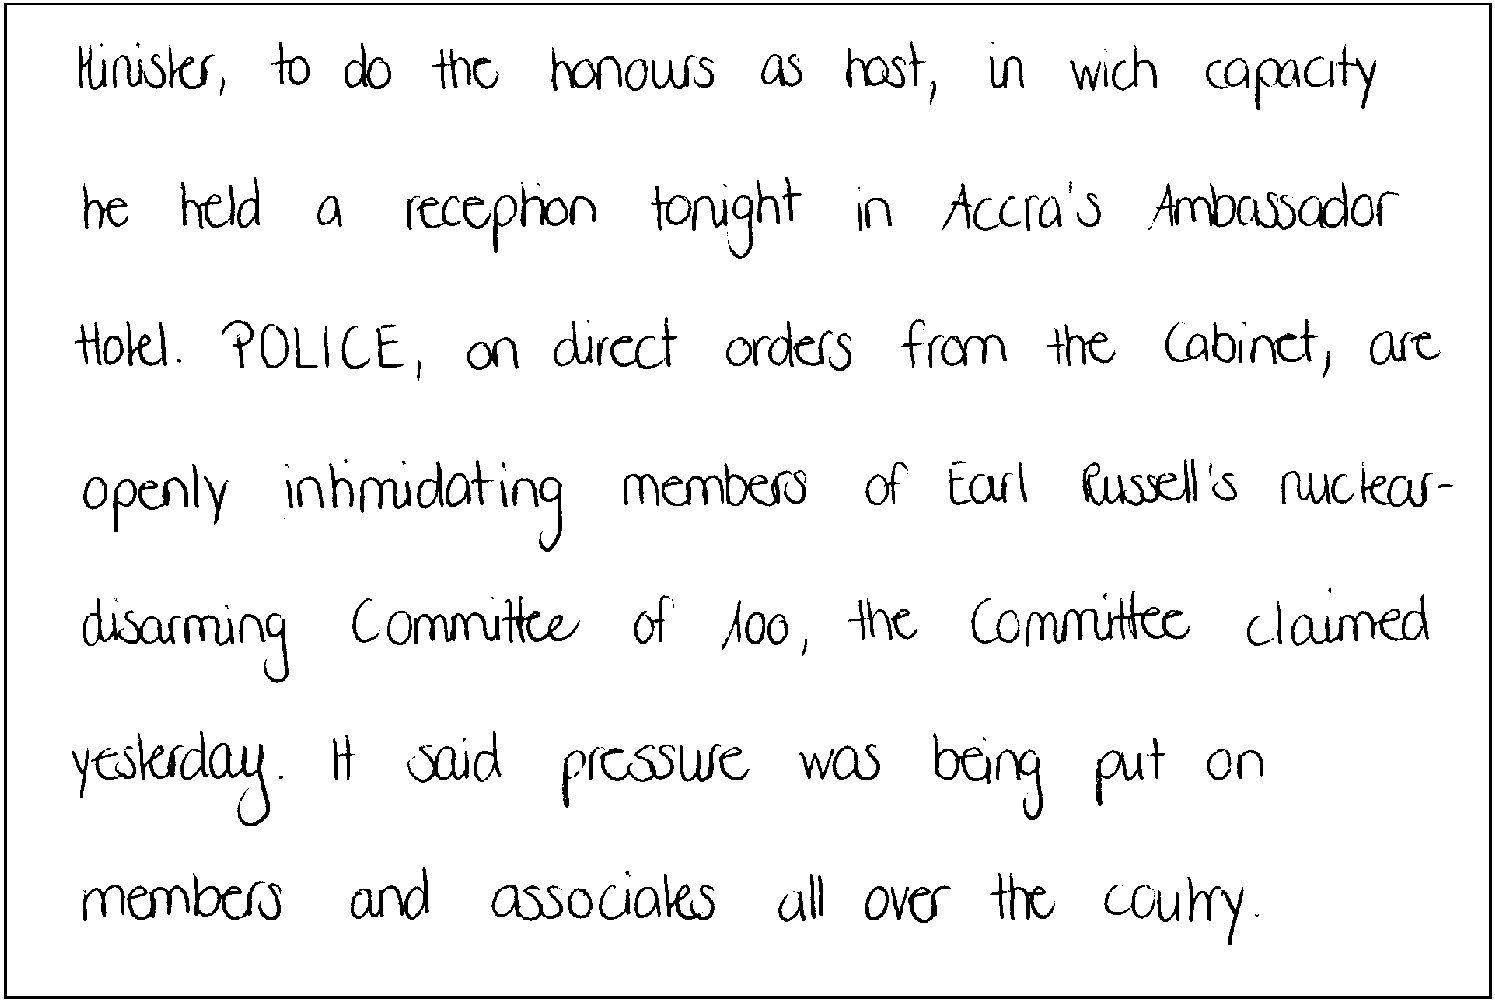 Minister, to do the honours as host, in wich capacity
he held a reception tonight in Accra's Ambassador
Hotel. POLICE, on direct orders from the Cabinet, are
openly intimidating members of Earl Russell's nuclear-
disarming Committee of 100, the Committee claimed
yesterday. It said pressure was being put on
members and associates all over the coutry.